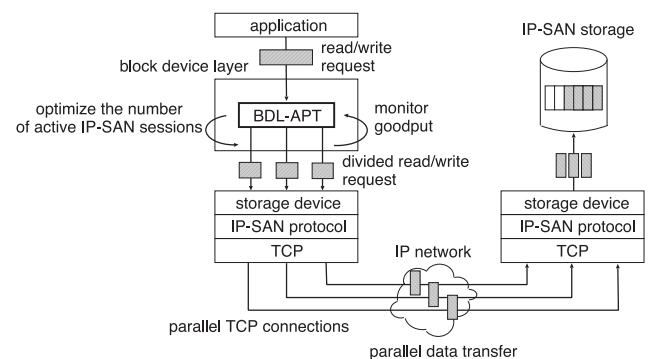 application
read/write
request
IP-SAN storage
block device layer
optimize the number
of active IP-SAN sessions
BDL-APT
monitor
goodput
divided read/write
request
storage device
IP-SAN protocol
TCP
storage device
IP-SAN protocol
TCP
IP network
parallel TCP connections
parallel data transfer